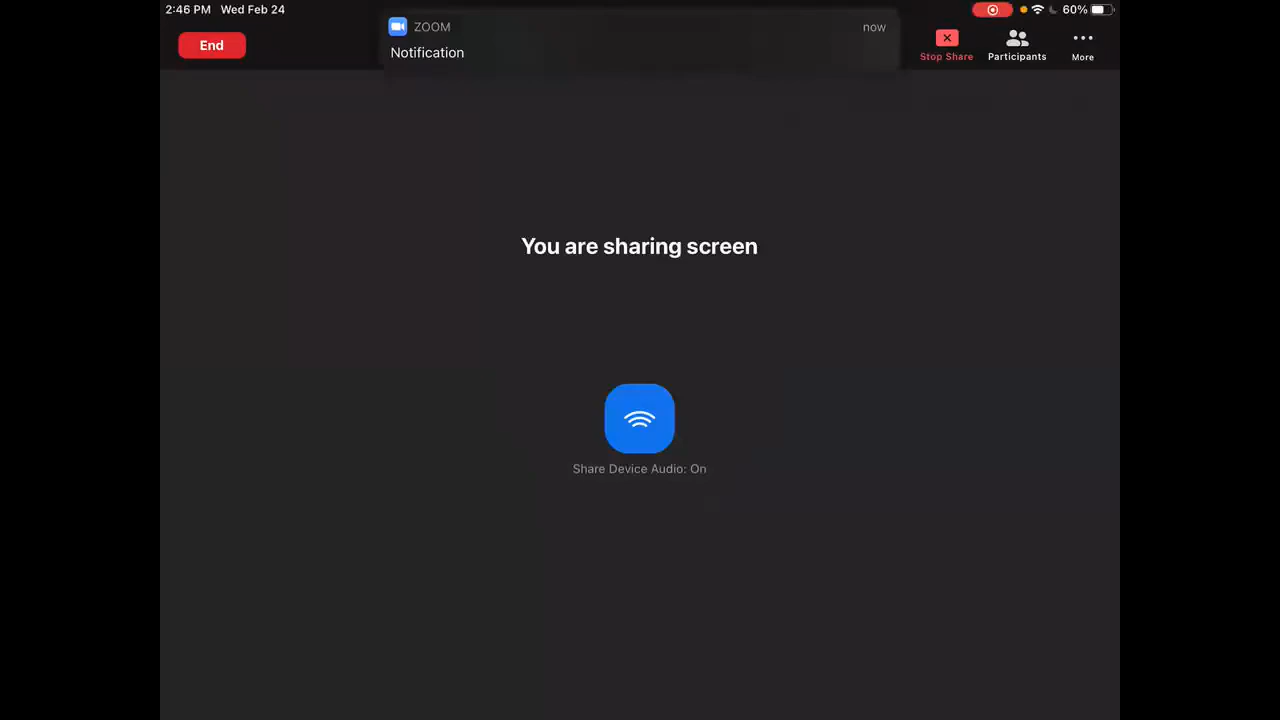 2:46 PM Wed Feb 24
60%
ZOOM
now
Notification
End
Stop Share
Participants
More
You are sharing screen
Share Device Audio: On